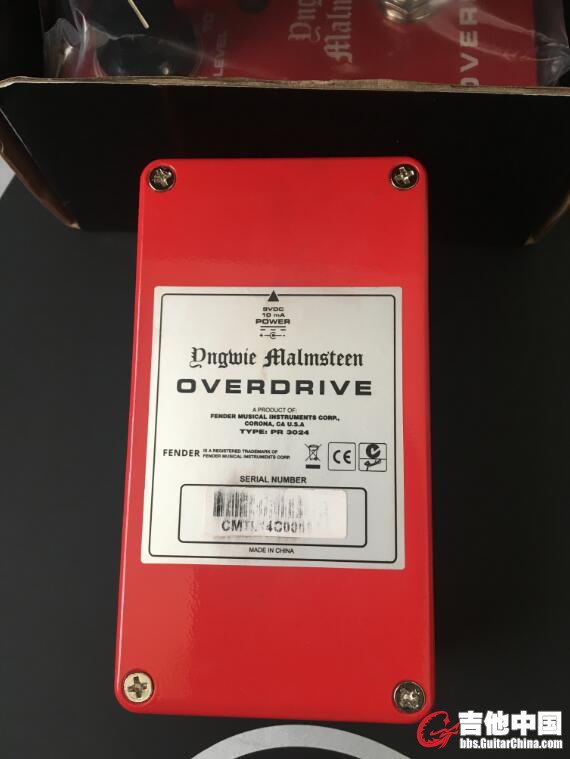 LEVEL
TO
Yngwie
Malm
OVER
9VDC
10 mA
POWER
Yngwie Malmsteen
OVERDRIVE
A PRODUCT OF:
FENDER MUSICAL INSTRUMENTS CORP.,
CORONA, CA U.S.A
TYPE: PR 3024
FENDER IS A REGISTERED TRADEMARK OF
FENDER MUSICAL INSTRUMENTS CORP.
CE
SERIAL NUMBER
MADE IN CHINA
吉他中国
bbs.GuitarChina.com